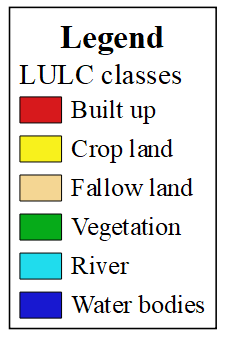 Legend
LULC classes
Built up
Crop land
Fallow land
Vegetation
River
Water bodies